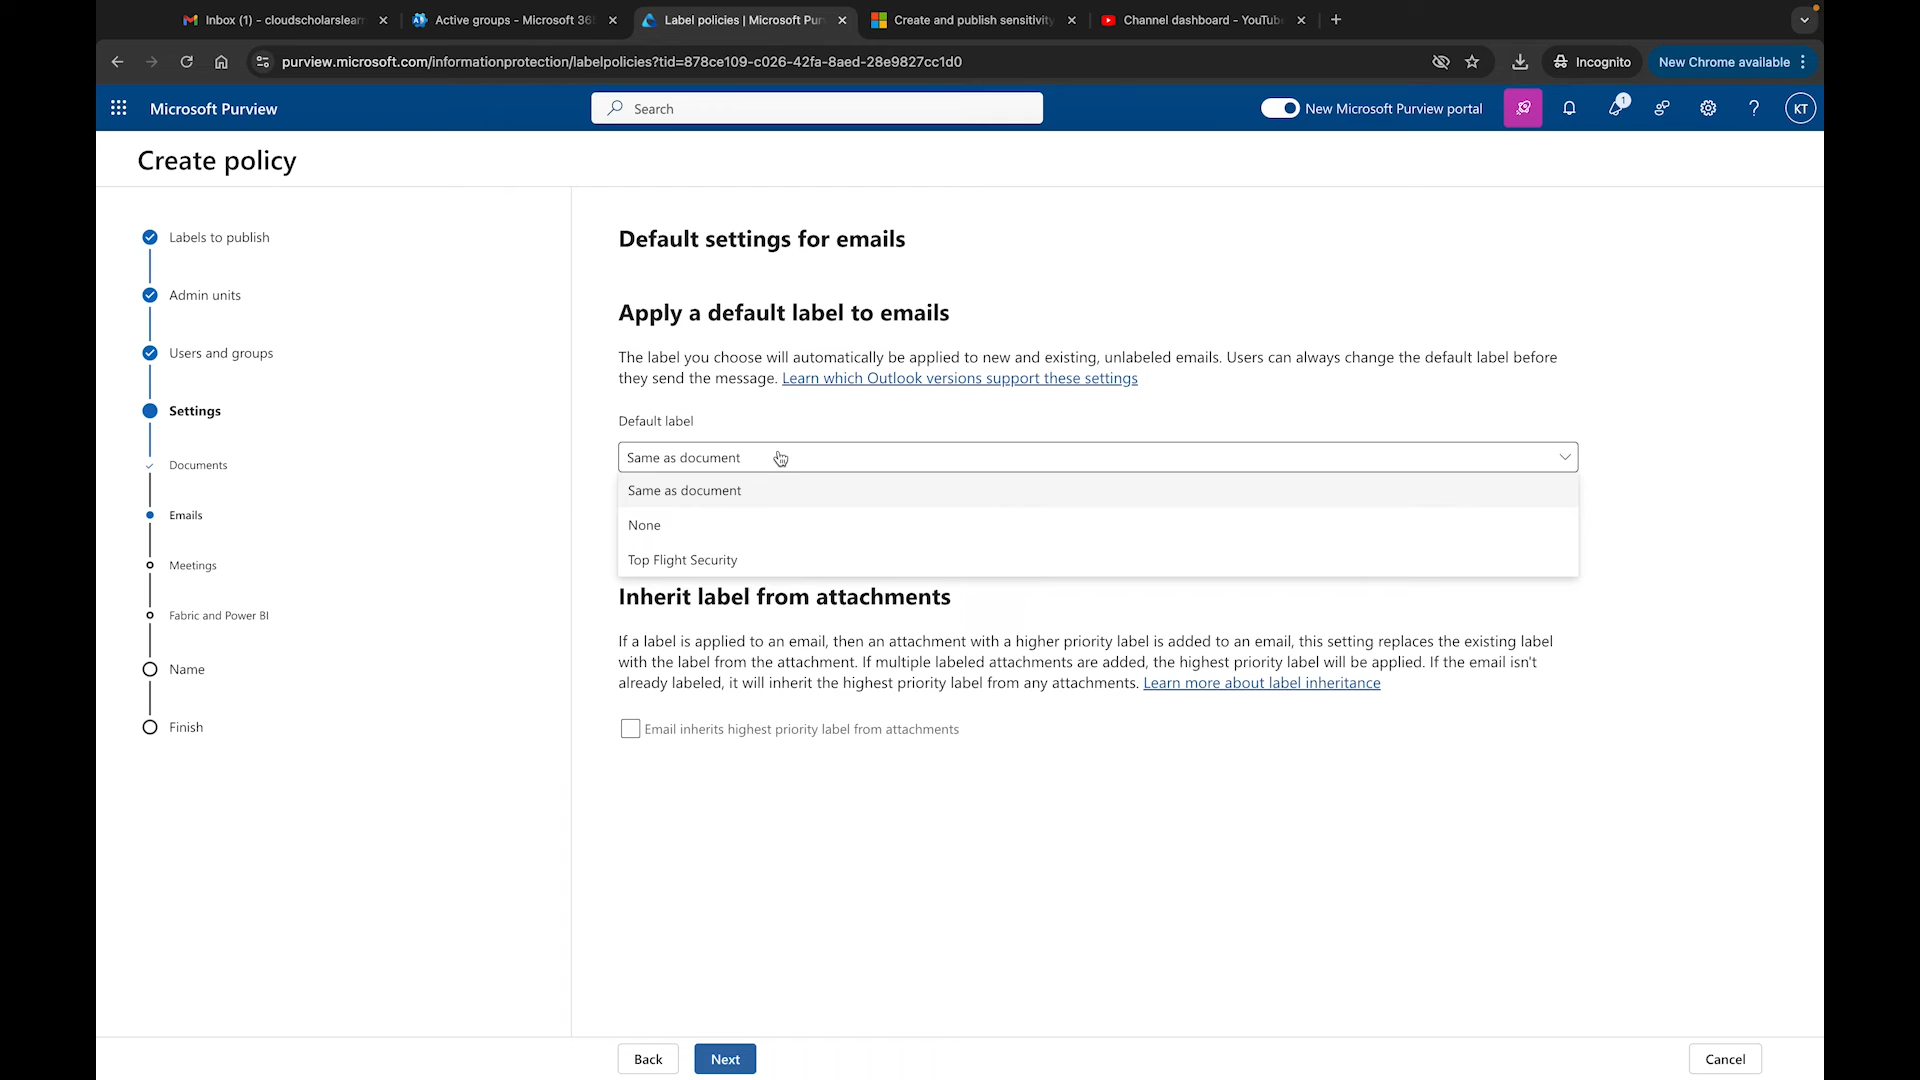 Inbox (1) - cloudscholarslearn
Active groups - Microsoft 36
Label policies | Microsoft Pur
Create and publish sensitivity
Channel dashboard - YouTube
purview.microsoft.com/informationprotection/labelpolicies?tid=878ce109-c026-42fa-8aed-28e9827cc1d0
Incognito
New Chrome available
Microsoft Purview
Search
New Microsoft Purview portal
1
KT
Create policy
Labels to publish
Admin units
Users and groups
Settings
Documents
Emails
Meetings
Fabric and Power BI
Name
Finish
Default settings for emails
Apply a default label to emails
The label you choose will automatically be applied to new and existing, unlabeled emails. Users can always change the default label before
they send the message. Learn which Outlook versions support these settings
Default label
Same as document
Same as document
None
Top Flight Security
Inherit label from attachments
If a label is applied to an email, then an attachment with a higher priority label is added to an email, this setting replaces the existing label
with the label from the attachment. If multiple labeled attachments are added, the highest priority label will be applied. If the email isn't
already labeled, it will inherit the highest priority label from any attachments. Learn more about label inheritance
Email inherits highest priority label from attachments
Back
Next
Cancel